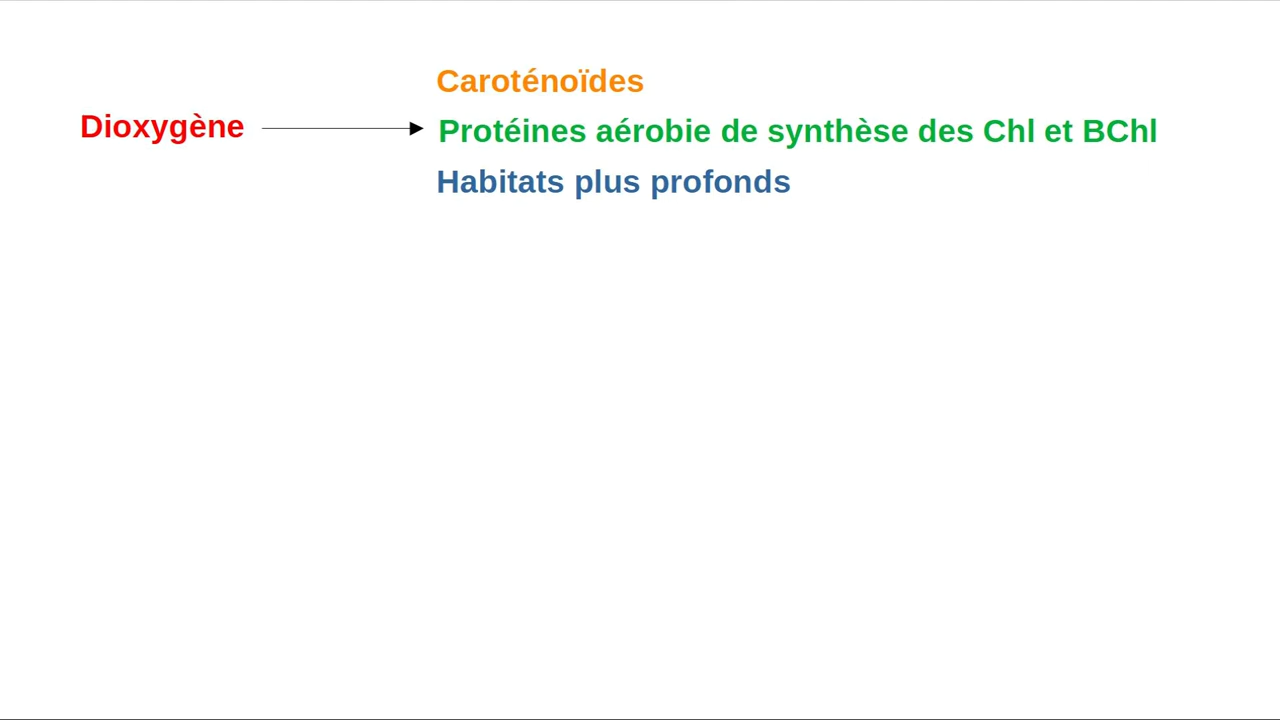 Caroténoïdes
Dioxygène
Protéines aérobie de synthèse des Chl et BChl
Habitats plus profonds